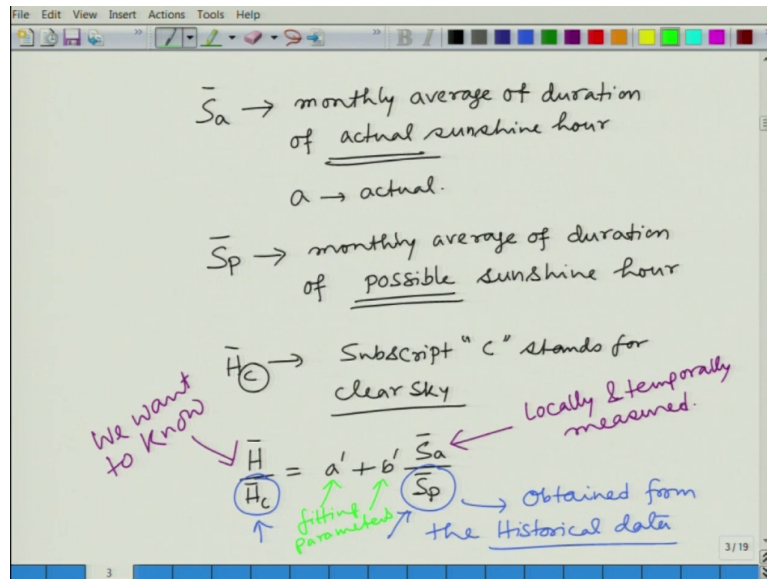 File Edit View Insert Actions Tools Help
B I
S̄a → monthly average of duration
of actual sunshine hour
a → actual.
S̄p → monthly average of duration
of possible sunshine hour
H̄c → Subscript "c" stands for
clear sky
We want
to know
Locally & temporally
measured.
H̄/H̄c = a' + b' S̄a/S̄p
fitting
parameters
Obtained from
the Historical data
3/19
3